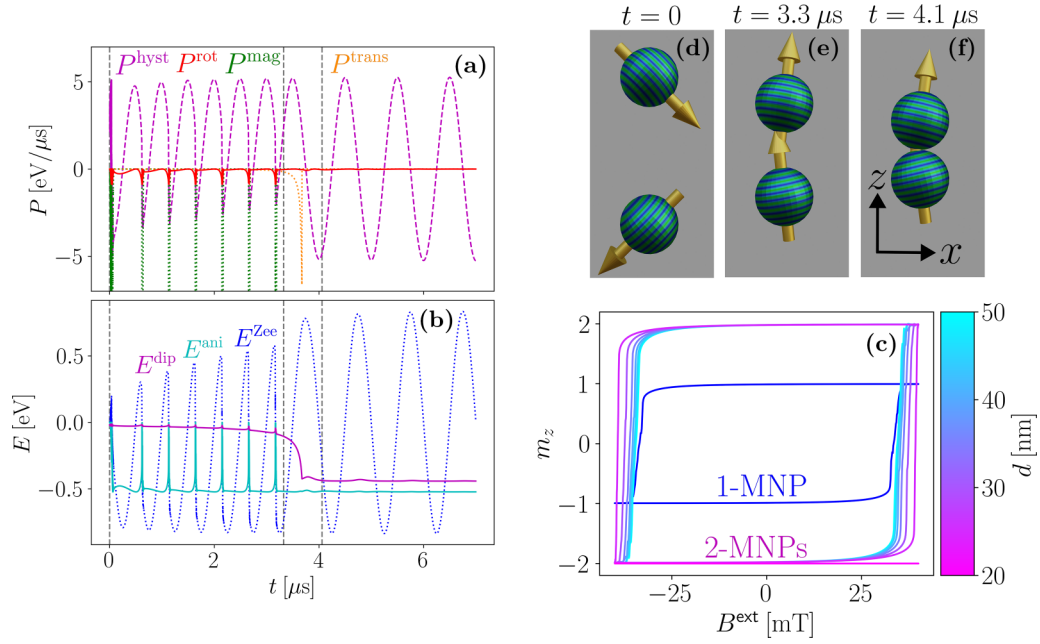 t = 0
t = 3.3 μs
t = 4.1 μs
P^hyst P^rot P^mag P^trans (a)
5
0
−5
P [eV/μs]
(d)
(e)
(f)
z
x
E^dip E^ani E^Zee (b)
0.5
0.0
−0.5
E [eV]
0 2 4 6
t [μs]
(c)
2
1
0
−1
−2
m_z
1-MNP
2-MNPs
−25 0 25
B^ext [mT]
50
40
30
20
d [nm]